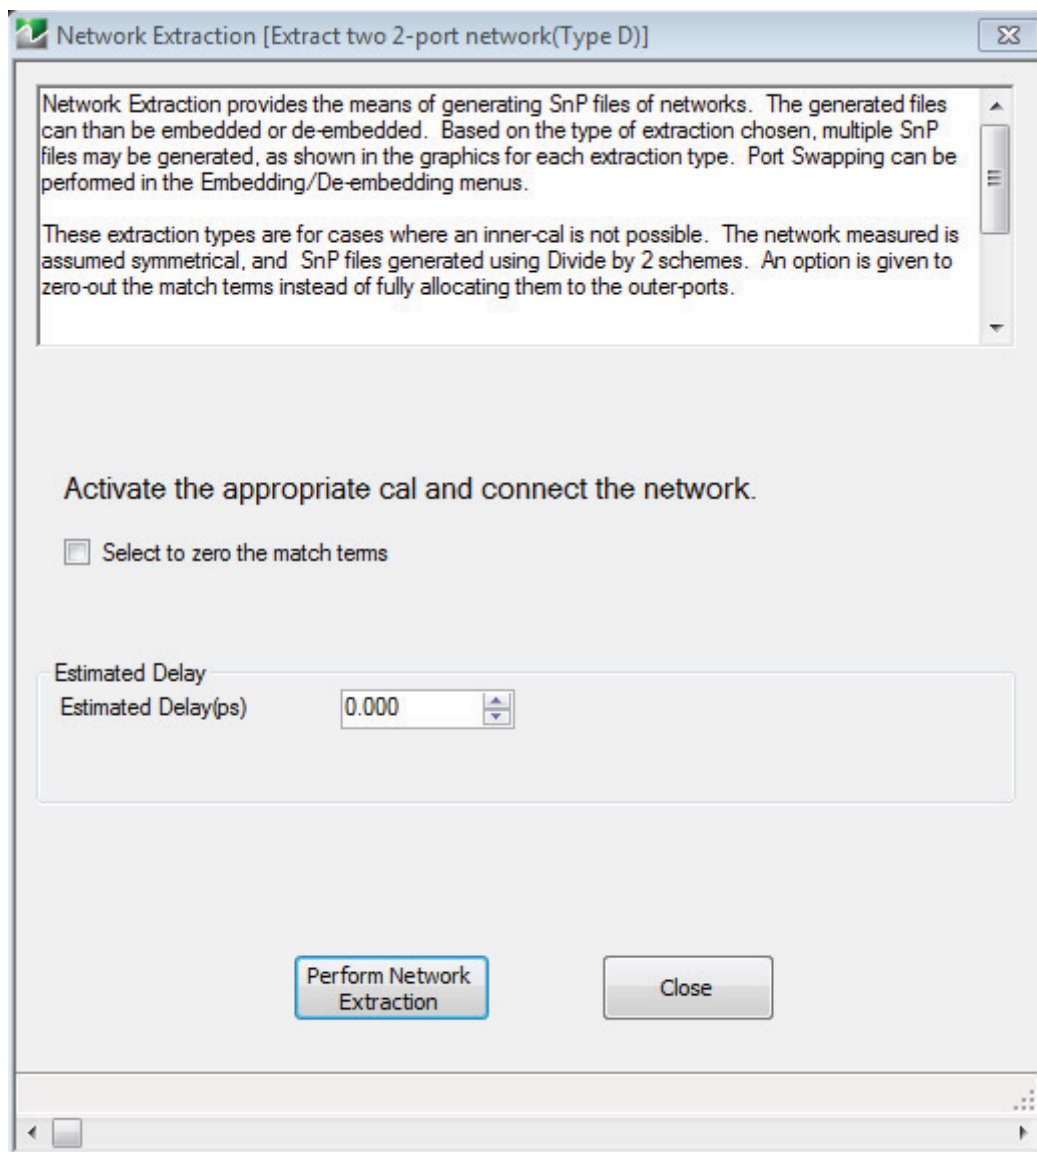 Network Extraction [Extract two 2-port network(Type D)]
Network Extraction provides the means of generating SnP files of networks.  The generated files
can than be embedded or de-embedded.  Based on the type of extraction chosen, multiple SnP
files may be generated, as shown in the graphics for each extraction type.  Port Swapping can be
performed in the Embedding/De-embedding menus.
These extraction types are for cases where an inner-cal is not possible.  The network measured is
assumed symmetrical, and  SnP files generated using Divide by 2 schemes.  An option is given to
zero-out the match terms instead of fully allocating them to the outer-ports.
Activate the appropriate cal and connect the network.
Select to zero the match terms
Estimated Delay
Estimated Delay(ps) 0.000
Perform Network
Extraction
Close